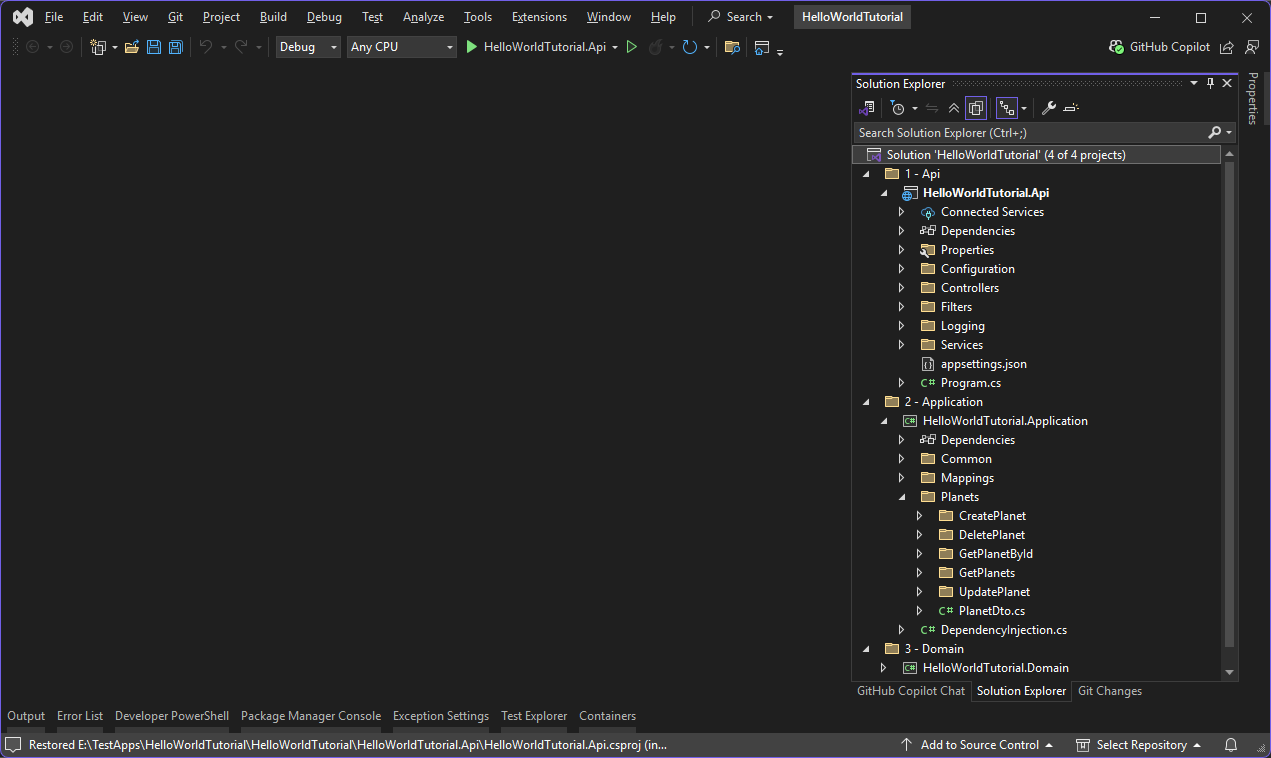 File Edit View Git Project Build Debug Test Analyze Tools Extensions Window Help Search HelloWorldTutorial
Debug Any CPU HelloWorldTutorial.Api GitHub Copilot
Solution Explorer
Properties
Search Solution Explorer (Ctrl+;)
Solution 'HelloWorldTutorial' (4 of 4 projects)
1 - Api
HelloWorldTutorial.Api
Connected Services
Dependencies
Properties
Configuration
Controllers
Filters
Logging
Services
appsettings.json
C# Program.cs
2 - Application
C# HelloWorldTutorial.Application
Dependencies
Common
Mappings
Planets
CreatePlanet
DeletePlanet
GetPlanetById
GetPlanets
UpdatePlanet
C# PlanetDto.cs
C# DependencyInjection.cs
3 - Domain
C# HelloWorldTutorial.Domain
GitHub Copilot Chat Solution Explorer Git Changes
Output Error List Developer PowerShell Package Manager Console Exception Settings Test Explorer Containers
Restored E:\TestApps\HelloWorldTutorial\HelloWorldTutorial\HelloWorldTutorial.Api\HelloWorldTutorial.Api.csproj (in... Add to Source Control Select Repository